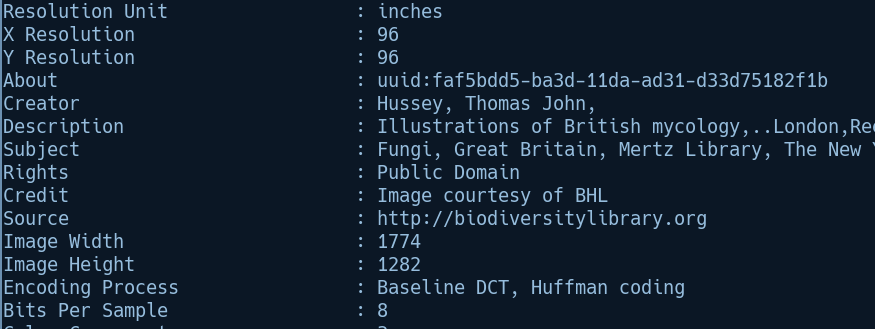 Resolution Unit : inches
X Resolution : 96
Y Resolution : 96
About : uuid:faf5bdd5-ba3d-11da-ad31-d33d75182f1b
Creator : Hussey, Thomas John,
Description : Illustrations of British mycology,..London,Ree
Subject : Fungi, Great Britain, Mertz Library, The New Y
Rights : Public Domain
Credit : Image courtesy of BHL
Source : http://biodiversitylibrary.org
Image Width : 1774
Image Height : 1282
Encoding Process : Baseline DCT, Huffman coding
Bits Per Sample : 8